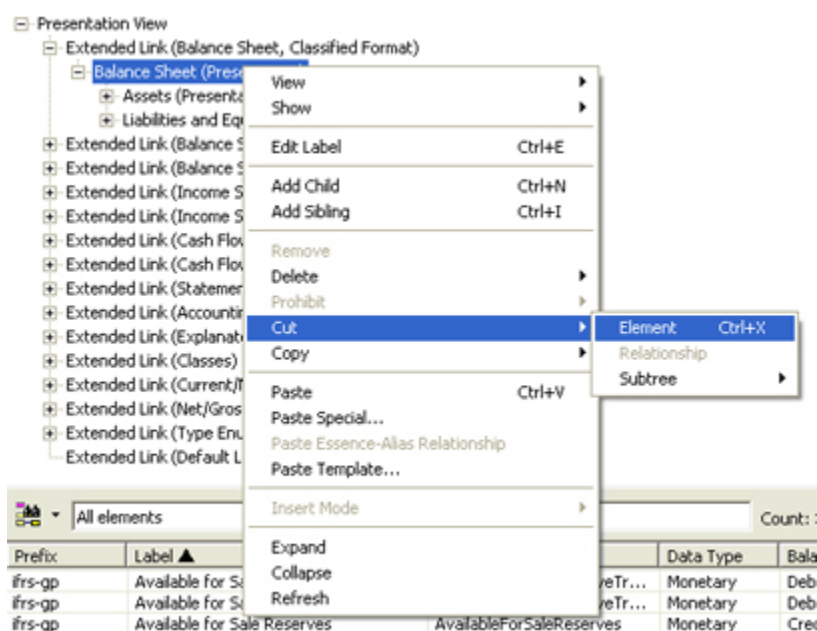 Presentation View
Extended Link (Balance Sheet, Classified Format)
Balance Sheet (Prese
Assets (Presenta
Liabilities and Eq
Extended Link (Balance S
Extended Link (Balance S
Extended Link (Income S
Extended Link (Income S
Extended Link (Cash Flo
Extended Link (Cash Flo
Extended Link (Statemen
Extended Link (Accountin
Extended Link (Explanat
Extended Link (Classes)
Extended Link (Current/
Extended Link (Net/Gros
Extended Link (Type Enu
Extended Link (Default L
View
Show
Edit Label Ctrl+E
Add Child Ctrl+N
Add Sibling Ctrl+I
Remove
Delete
Prohibit
Cut
Copy
Paste Ctrl+V
Paste Special...
Paste Essence-Alias Relationship
Paste Template...
Insert Mode
Expand
Collapse
Refresh
Element Ctrl+X
Relationship
Subtree
All elements Count:
Prefix Label Data Type Bala
ifrs-gp Available for Sa veTr... Monetary Deb
ifrs-gp Available for Sa veTr... Monetary Deb
ifrs-gp Available for Sale Reserves AvailableForSaleReserves Monetary Cred